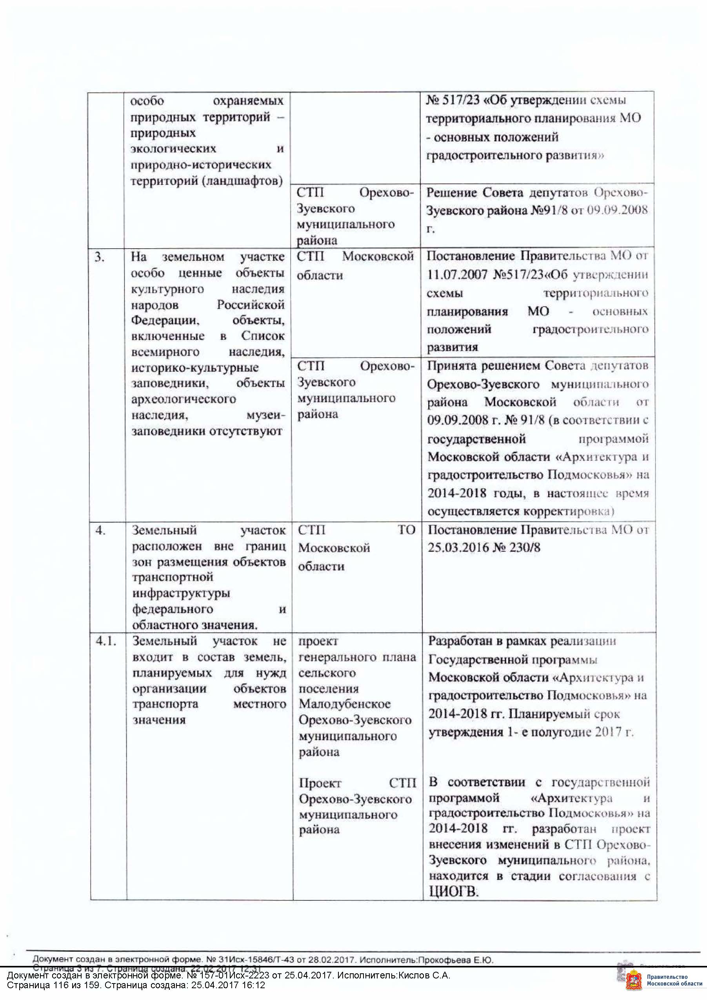 особо охраняемых
природных территорий –
природных
экологических и
природно-исторических
территорий (ландшафтов)
№ 517/23 «Об утверждении схемы
территориального планирования МО
- основных положений
градостроительного развития»
СТП Орехово-
Зуевского
муниципального
района
Решение Совета депутатов Орехово-
Зуевского района №91/8 от 09.09.2008
г.
3.
На земельном участке
особо ценные объекты
культурного наследия
народов Российской
Федерации, объекты,
включенные в Список
всемирного наследия,
историко-культурные
заповедники, объекты
археологического
наследия, музеи-
заповедники отсутствуют
СТП Московской
области
Постановление Правительства МО от
11.07.2007 №517/23«Об утверждении
схемы территориального
планирования МО - основных
положений градостроительного
развития
СТП Орехово-
Зуевского
муниципального
района
Принята решением Совета депутатов
Орехово-Зуевского муниципального
района Московской области от
09.09.2008 г. № 91/8 (в соответствии с
государственной программой
Московской области «Архитектура и
градостроительство Подмосковья» на
2014-2018 годы, в настоящее время
осуществляется корректировка)
4.
Земельный участок
расположен вне границ
зон размещения объектов
транспортной
инфраструктуры
федерального и
областного значения.
СТП ТО
Московской
области
Постановление Правительства МО от
25.03.2016 № 230/8
4.1.
Земельный участок не
входит в состав земель,
планируемых для нужд
организации объектов
транспорта местного
значения
проект
генерального плана
сельского
поселения
Малодубенское
Орехово-Зуевского
муниципального
района
Разработан в рамках реализации
Государственной программы
Московской области «Архитектура и
градостроительство Подмосковья» на
2014-2018 гг. Планируемый срок
утверждения 1- е полугодие 2017 г.
Проект СТП
Орехово-Зуевского
муниципального
района
В соответствии с государственной
программой «Архитектура и
градостроительство Подмосковья» на
2014-2018 гг. разработан проект
внесения изменений в СТП Орехово-
Зуевского муниципального района,
находится в стадии согласования с
ЦИОГВ.
Документ создан в электронной форме. № 31Исх-15846/Т-43 от 28.02.2017. Исполнитель:Прокофьева Е.Ю.
Страница 3 из 7. Страница создана: 22.02.2017 12:31
Документ создан в электронной форме. № 157-01Исх-2223 от 25.04.2017. Исполнитель:Кислов С.А.
Страница 116 из 159. Страница создана: 25.04.2017 16:12
Правительство
Московской области